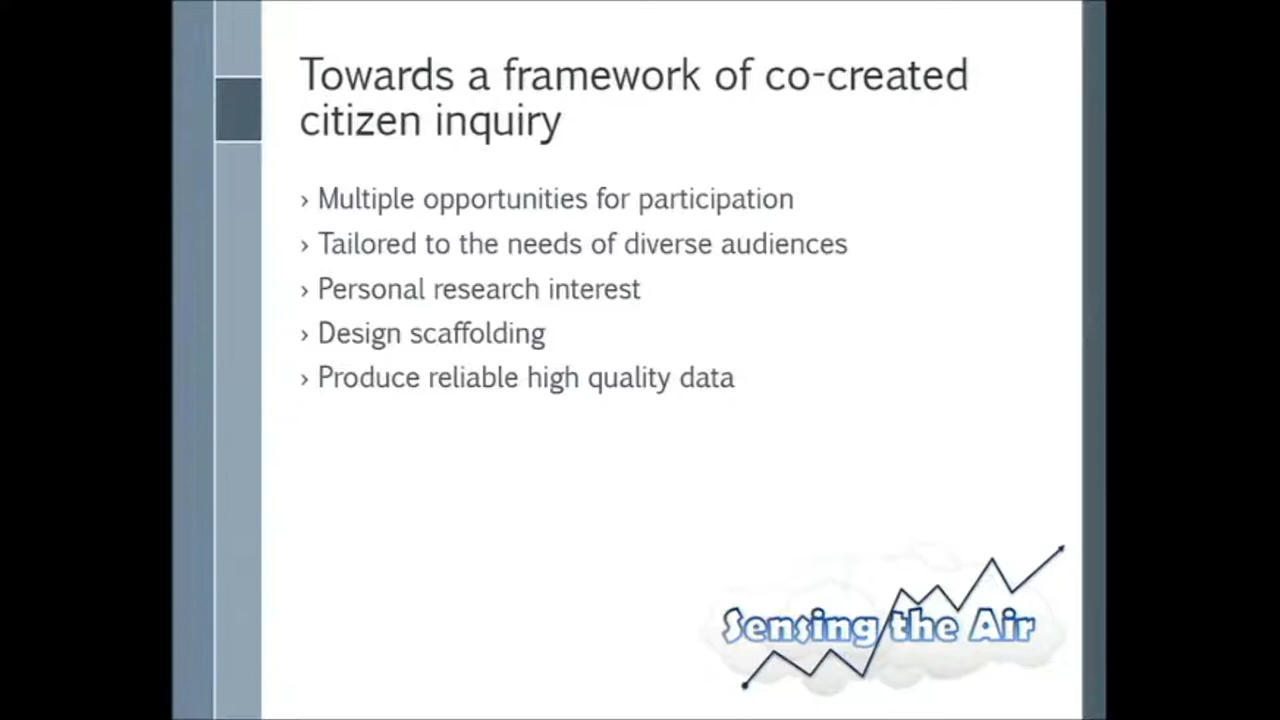 Towards a framework of co-created
citizen inquiry
› Multiple opportunities for participation
› Tailored to the needs of diverse audiences
› Personal research interest
› Design scaffolding
› Produce reliable high quality data
Sensing the Air